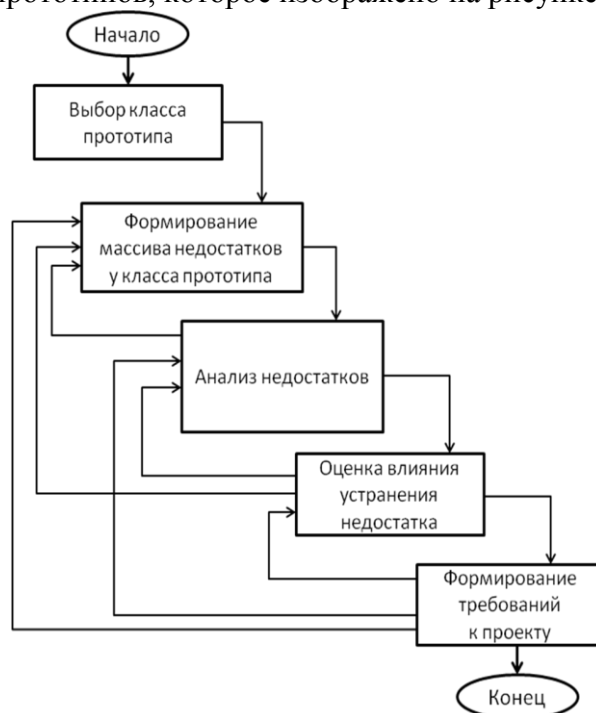 прототипов, которое изображено на рисунке
Начало
Выбор класса
прототипа
Формирование
массива недостатков
у класса прототипа
Анализ недостатков
Оценка влияния
устранения
недостатка
Формирование
требований
к проекту
Конец